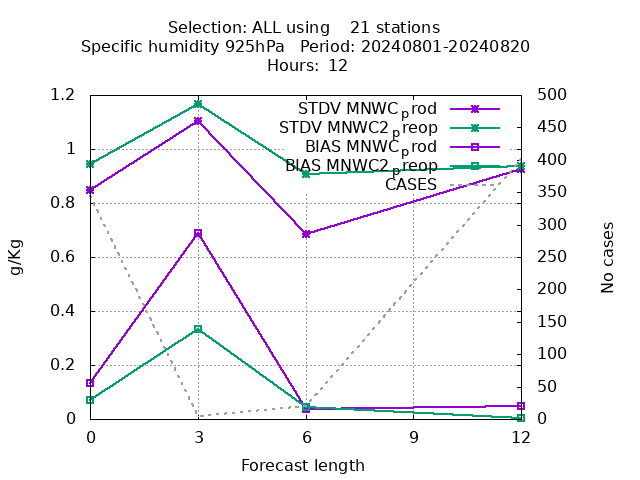 Selection: ALL using    21 stations
Specific humidity 925hPa   Period: 20240801-20240820
Hours: 12
STDV MNWC_prod
STDV MNWC2_preop
BIAS MNWC_prod
BIAS MNWC2_preop
CASES
g/Kg
1.2
1
0.8
0.6
0.4
0.2
0
500
450
400
350
300
250
200
150
100
50
0
No cases
0 3 6 9 12
Forecast length